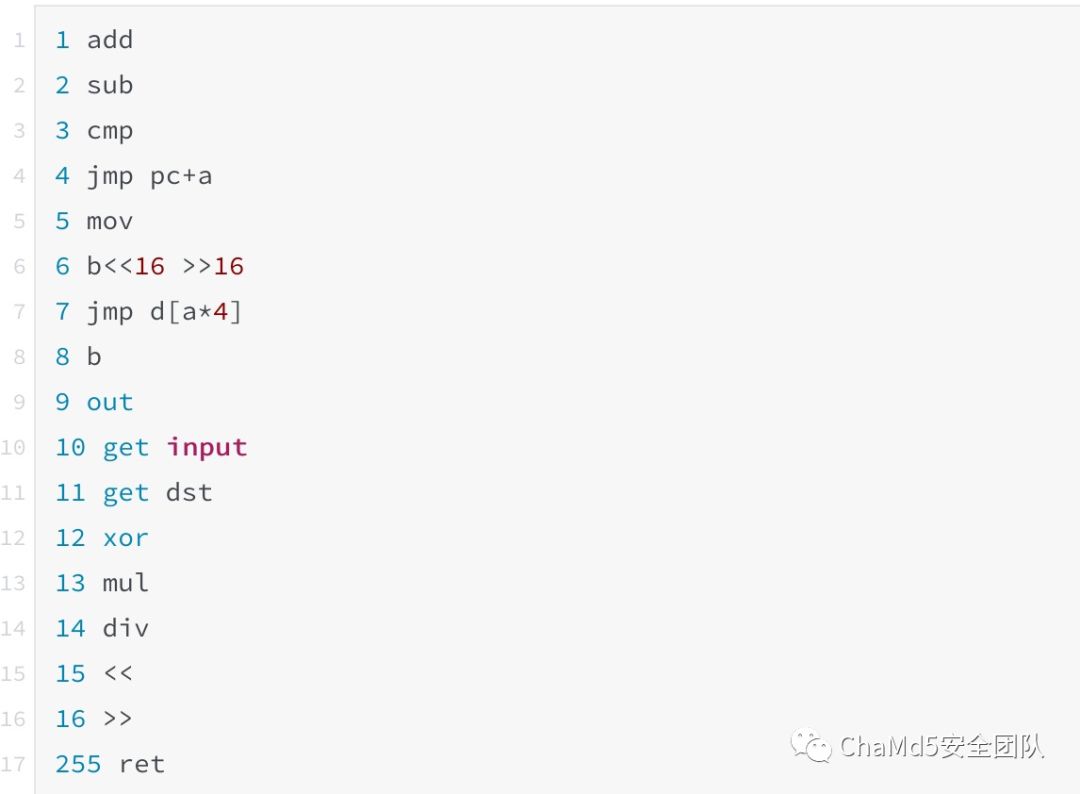 1 1 add
2 2 sub
3 3 cmp
4 4 jmp pc+a
5 5 mov
6 6 b<<16 >>16
7 7 jmp d[a*4]
8 8 b
9 9 out
10 10 get input
11 11 get dst
12 12 xor
13 13 mul
14 14 div
15 15 <<
16 16 >>
17 255 ret
ChaMd5安全团队